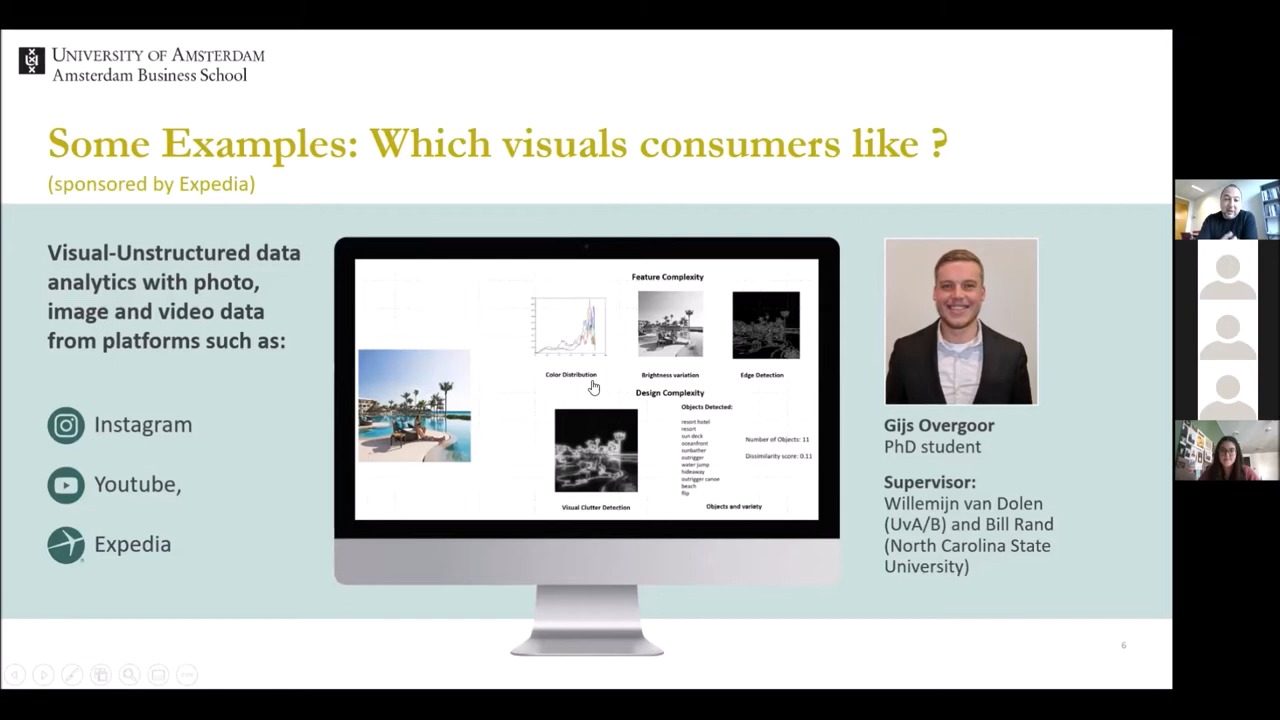 UNIVERSITY OF AMSTERDAM
Amsterdam Business School
Some Examples: Which visuals consumers like ?
(sponsored by Expedia)
Visual-Unstructured data
analytics with photo,
image and video data
from platforms such as:
Instagram
Youtube,
Expedia
Feature Complexity
Color Distribution
Brightness variation
Edge Detection
Design Complexity
Objects Detected:
resort hotel
resort
sun deck
oceanfront
sunbather
outrigger
water jump
hideaway
outrigger canoe
beach
flip
Number of Objects: 11
Dissimilarity score: 0.11
Visual Clutter Detection
Objects and variety
Gijs Overgoor
PhD student
Supervisor:
Willemijn van Dolen
(UvA/B) and Bill Rand
(North Carolina State
University)
6